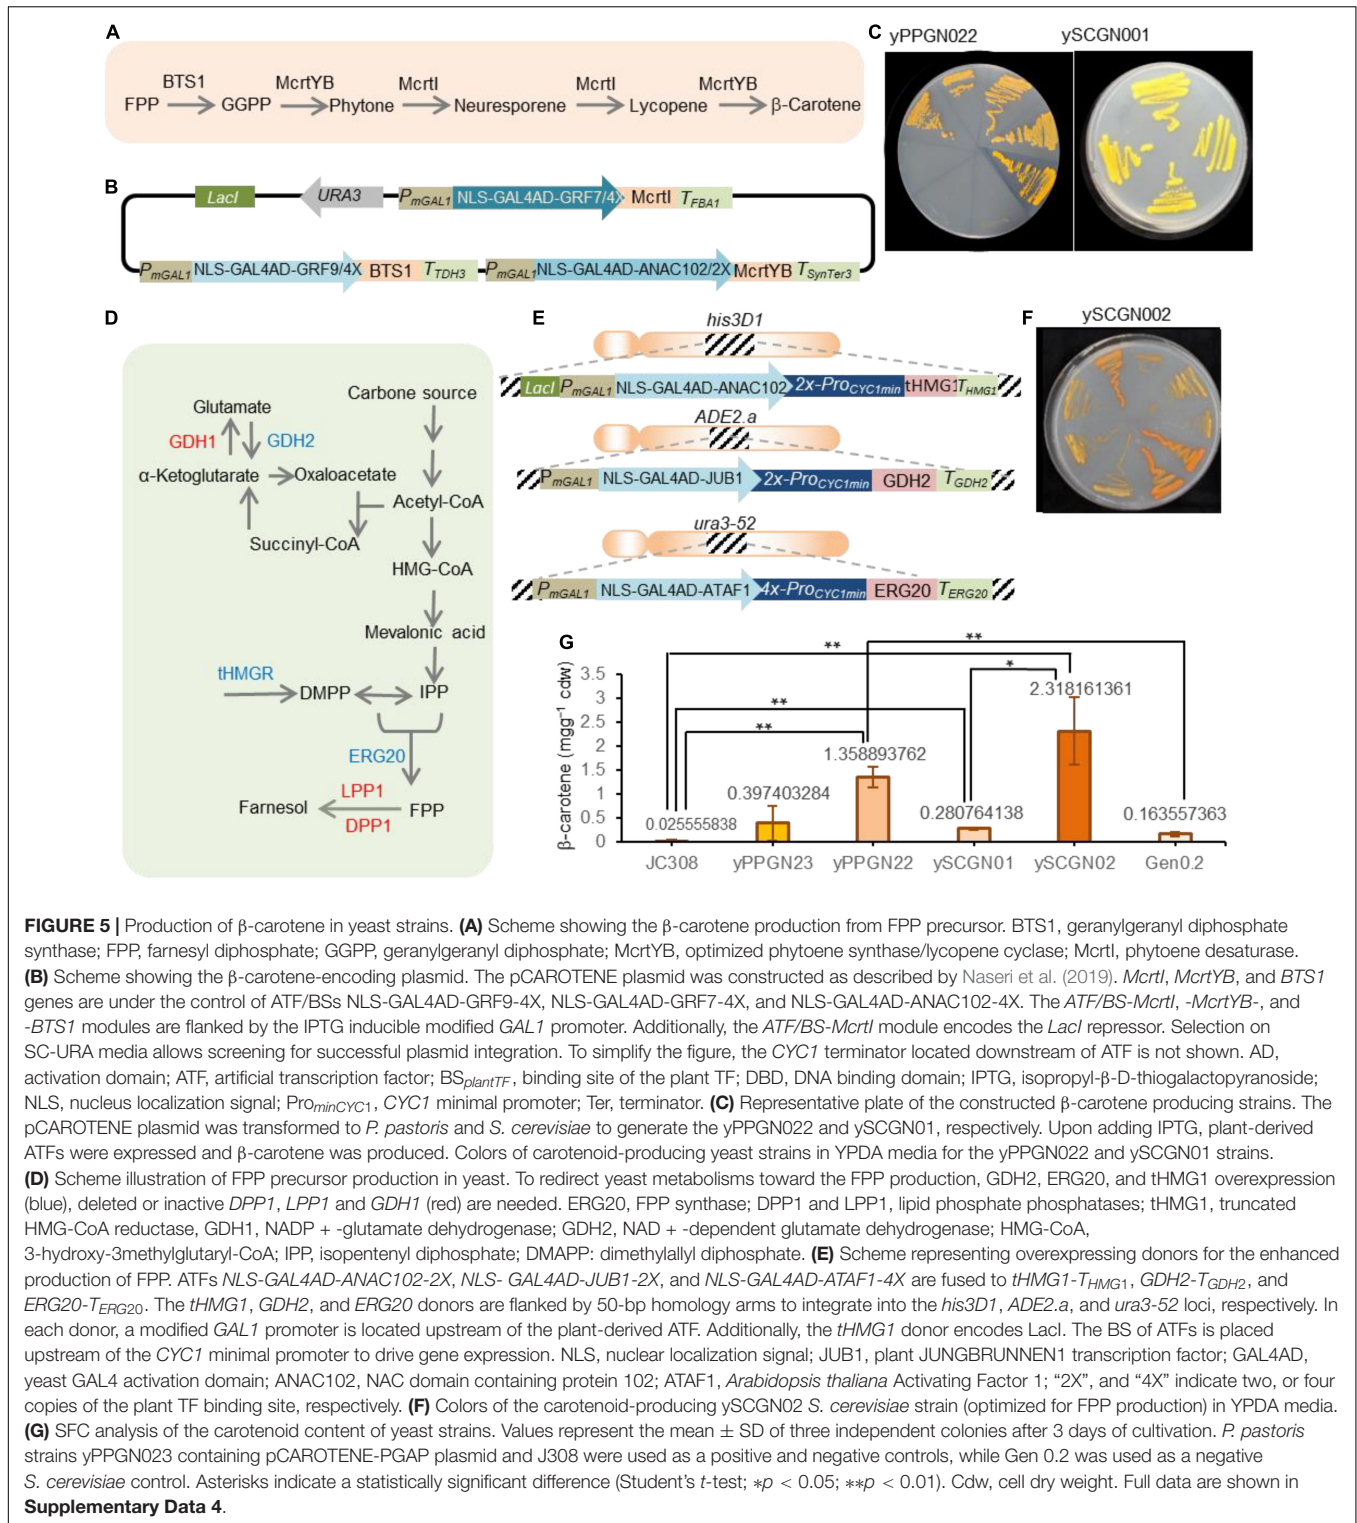 A
BTS1 McrtYB McrtI McrtI McrtYB
FPP GGPP Phytone Neuresporene Lycopene β-Carotene
B
LacI URA3 PmGAL1 NLS-GAL4AD-GRF7/4X McrtI TFBA1
PmGAL1 NLS-GAL4AD-GRF9/4X BTS1 TTDH3 PmGAL1 NLS-GAL4AD-ANAC102/2X McrtYB TSynTer3
C
yPPGN022 ySCGN001
D
Carbone source
Glutamate
GDH1 GDH2
α-Ketoglutarate Oxaloacetate
Acetyl-CoA
Succinyl-CoA
HMG-CoA
Mevalonic acid
tHMGR
DMPP IPP
ERG20
LPP1
Farnesol FPP
DPP1
E
his3D1
LacI PmGAL1 NLS-GAL4AD-ANAC102 2x-ProCYC1min tHMG1 THMG1
ADE2.a
PmGAL1 NLS-GAL4AD-JUB1 2x-ProCYC1min GDH2 TGDH2
ura3-52
PmGAL1 NLS-GAL4AD-ATAF1 4x-ProCYC1min ERG20 TERG20
F
ySCGN002
G
β-carotene (mgg⁻¹ cdw)
3.5
3
2.5
2
1.5
1
0.5
0
** ** * ** **
0.025555838 0.397403284 1.358893762 0.280764138 2.318161361 0.163557363
JC308 yPPGN23 yPPGN22 ySCGN01 ySCGN02 Gen0.2
FIGURE 5 | Production of β-carotene in yeast strains. (A) Scheme showing the β-carotene production from FPP precursor. BTS1, geranylgeranyl diphosphate
synthase; FPP, farnesyl diphosphate; GGPP, geranylgeranyl diphosphate; McrtYB, optimized phytoene synthase/lycopene cyclase; McrtI, phytoene desaturase.
(B) Scheme showing the β-carotene-encoding plasmid. The pCAROTENE plasmid was constructed as described by Naseri et al. (2019). McrtI, McrtYB, and BTS1
genes are under the control of ATF/BSs NLS-GAL4AD-GRF9-4X, NLS-GAL4AD-GRF7-4X, and NLS-GAL4AD-ANAC102-4X. The ATF/BS-McrtI, -McrtYB-, and
-BTS1 modules are flanked by the IPTG inducible modified GAL1 promoter. Additionally, the ATF/BS-McrtI module encodes the LacI repressor. Selection on
SC-URA media allows screening for successful plasmid integration. To simplify the figure, the CYC1 terminator located downstream of ATF is not shown. AD,
activation domain; ATF, artificial transcription factor; BSplantTF, binding site of the plant TF; DBD, DNA binding domain; IPTG, isopropyl-β-D-thiogalactopyranoside;
NLS, nucleus localization signal; ProminCYC1, CYC1 minimal promoter; Ter, terminator. (C) Representative plate of the constructed β-carotene producing strains. The
pCAROTENE plasmid was transformed to P. pastoris and S. cerevisiae to generate the yPPGN022 and ySCGN01, respectively. Upon adding IPTG, plant-derived
ATFs were expressed and β-carotene was produced. Colors of carotenoid-producing yeast strains in YPDA media for the yPPGN022 and ySCGN01 strains.
(D) Scheme illustration of FPP precursor production in yeast. To redirect yeast metabolisms toward the FPP production, GDH2, ERG20, and tHMG1 overexpression
(blue), deleted or inactive DPP1, LPP1 and GDH1 (red) are needed. ERG20, FPP synthase; DPP1 and LPP1, lipid phosphate phosphatases; tHMG1, truncated
HMG-CoA reductase, GDH1, NADP + -glutamate dehydrogenase; GDH2, NAD + -dependent glutamate dehydrogenase; HMG-CoA,
3-hydroxy-3methylglutaryl-CoA; IPP, isopentenyl diphosphate; DMAPP: dimethylallyl diphosphate. (E) Scheme representing overexpressing donors for the enhanced
production of FPP. ATFs NLS-GAL4AD-ANAC102-2X, NLS- GAL4AD-JUB1-2X, and NLS-GAL4AD-ATAF1-4X are fused to tHMG1-THMG1, GDH2-TGDH2, and
ERG20-TERG20. The tHMG1, GDH2, and ERG20 donors are flanked by 50-bp homology arms to integrate into the his3D1, ADE2.a, and ura3-52 loci, respectively. In
each donor, a modified GAL1 promoter is located upstream of the plant-derived ATF. Additionally, the tHMG1 donor encodes LacI. The BS of ATFs is placed
upstream of the CYC1 minimal promoter to drive gene expression. NLS, nuclear localization signal; JUB1, plant JUNGBRUNNEN1 transcription factor; GAL4AD,
yeast GAL4 activation domain; ANAC102, NAC domain containing protein 102; ATAF1, Arabidopsis thaliana Activating Factor 1; “2X”, and “4X” indicate two, or four
copies of the plant TF binding site, respectively. (F) Colors of the carotenoid-producing ySCGN02 S. cerevisiae strain (optimized for FPP production) in YPDA media.
(G) SFC analysis of the carotenoid content of yeast strains. Values represent the mean ± SD of three independent colonies after 3 days of cultivation. P. pastoris
strains yPPGN023 containing pCAROTENE-PGAP plasmid and J308 were used as a positive and negative controls, while Gen 0.2 was used as a negative
S. cerevisiae control. Asterisks indicate a statistically significant difference (Student’s t-test; *p < 0.05; **p < 0.01). Cdw, cell dry weight. Full data are shown in
Supplementary Data 4.